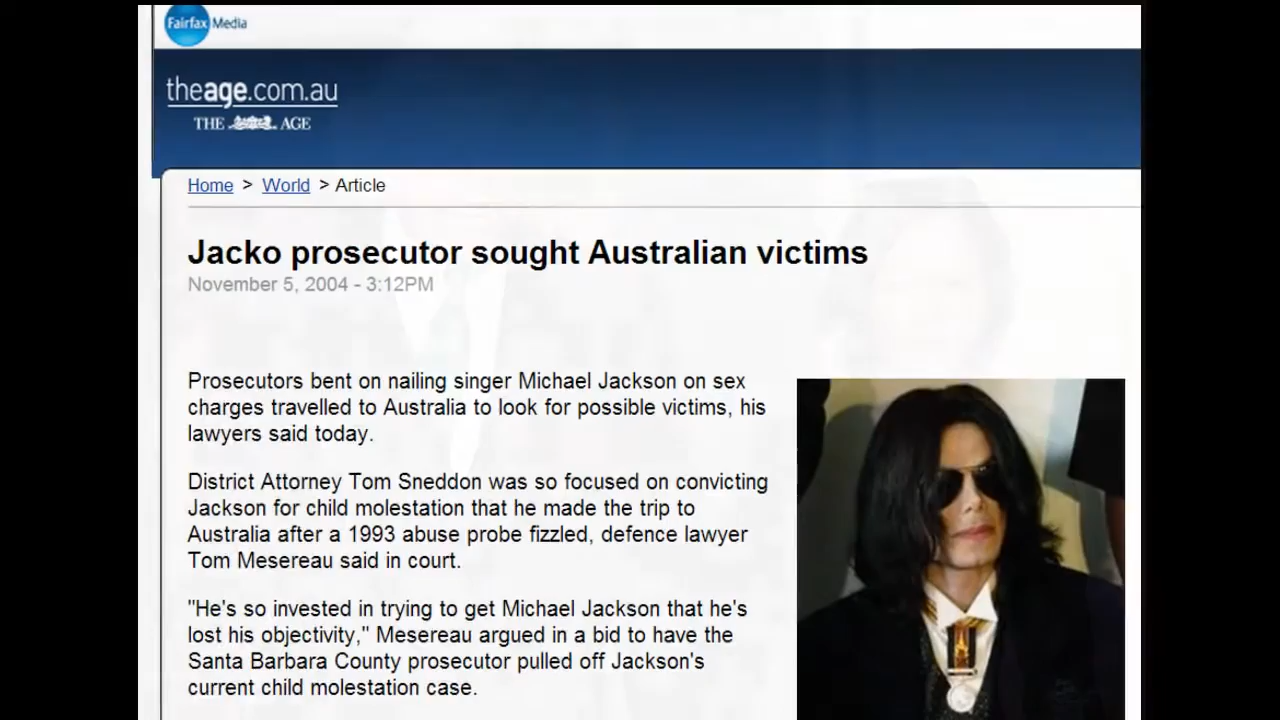 Fairfax Media
theage.com.au
THE AGE
Home > World > Article
Jacko prosecutor sought Australian victims
November 5, 2004 - 3:12PM
Prosecutors bent on nailing singer Michael Jackson on sex
charges travelled to Australia to look for possible victims, his
lawyers said today.
District Attorney Tom Sneddon was so focused on convicting
Jackson for child molestation that he made the trip to
Australia after a 1993 abuse probe fizzled, defence lawyer
Tom Mesereau said in court.
"He's so invested in trying to get Michael Jackson that he's
lost his objectivity," Mesereau argued in a bid to have the
Santa Barbara County prosecutor pulled off Jackson's
current child molestation case.